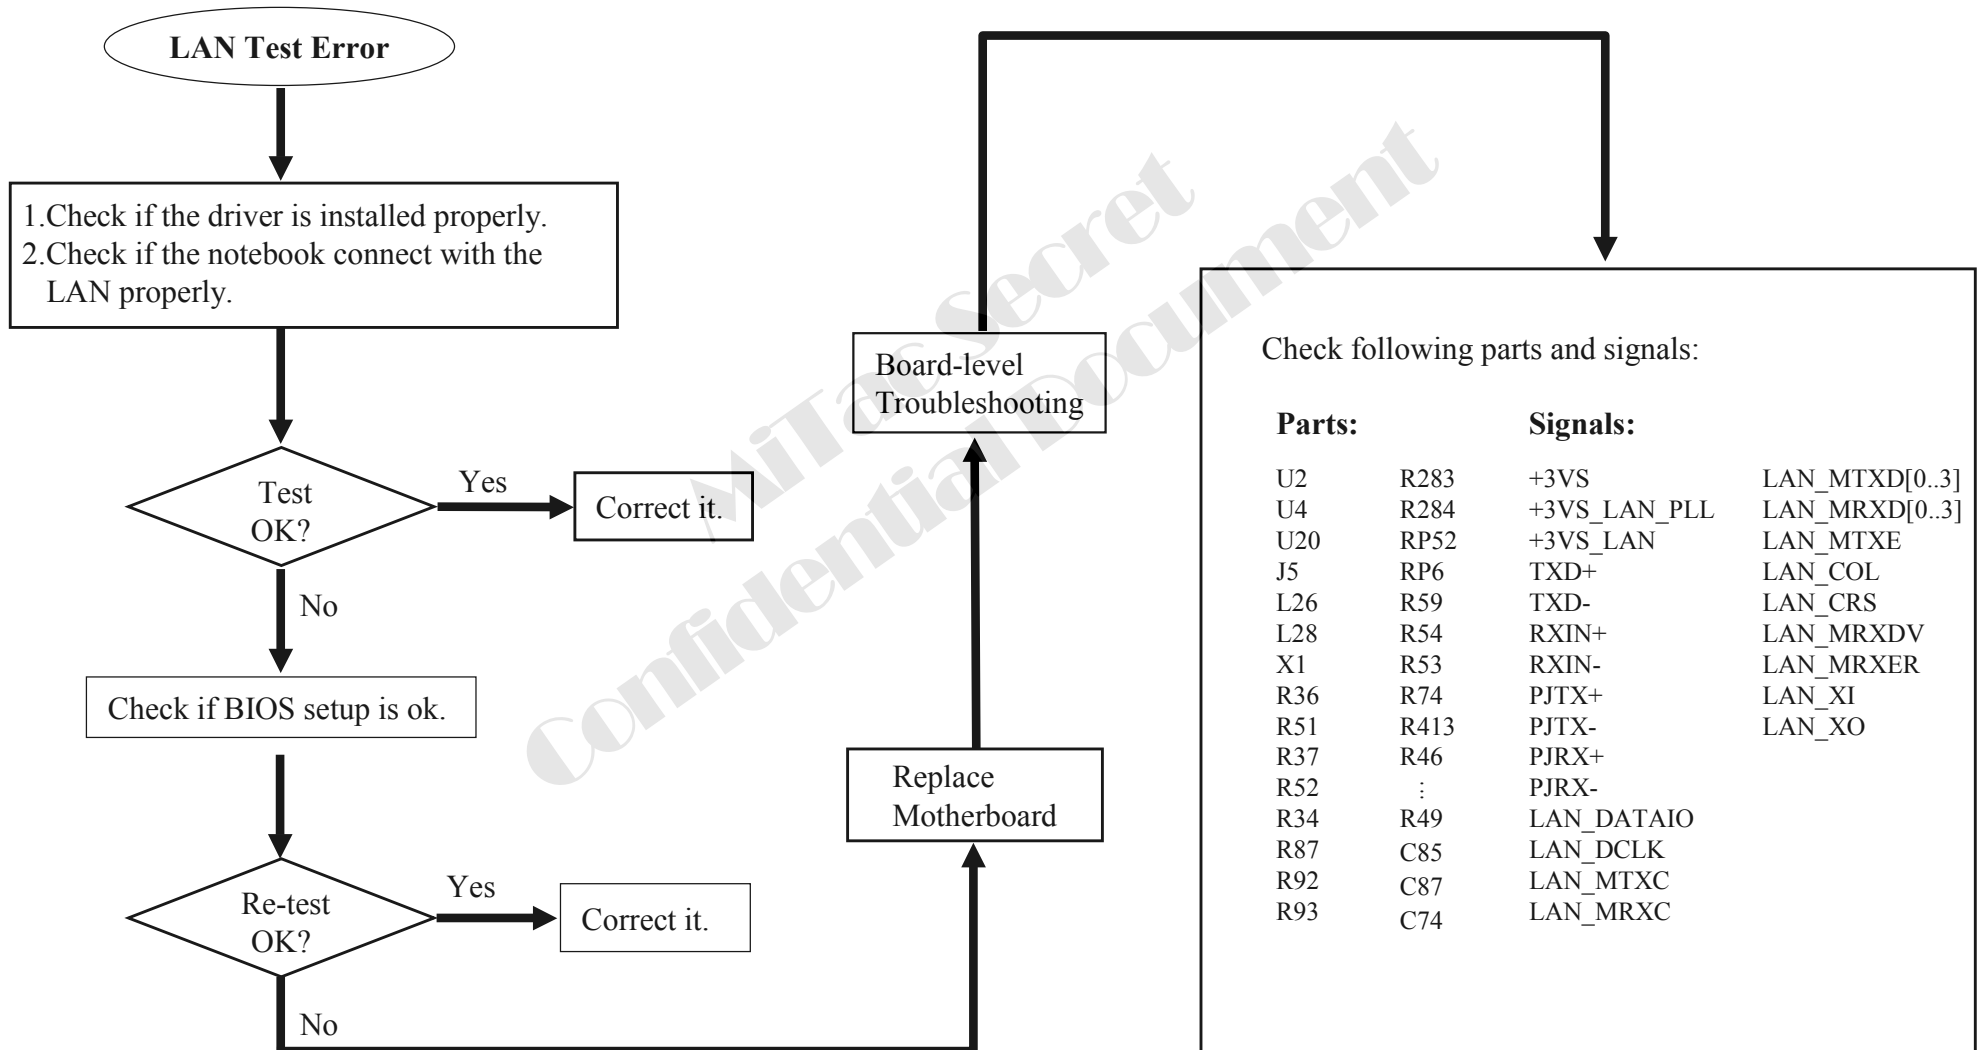 LAN Test Error
1.Check if the driver is installed properly.
2.Check if the notebook connect with the
LAN properly.
Test
OK?
Yes
Correct it.
No
Check if BIOS setup is ok.
Re-test
OK?
Yes
Correct it.
No
Replace
Motherboard
Board-level
Troubleshooting
Check following parts and signals:
Parts: Signals:
U2 R283 +3VS LAN_MTXD[0..3]
U4 R284 +3VS_LAN_PLL LAN_MRXD[0..3]
U20 RP52 +3VS_LAN LAN_MTXE
J5 RP6 TXD+ LAN_COL
L26 R59 TXD- LAN_CRS
L28 R54 RXIN+ LAN_MRXDV
X1 R53 RXIN- LAN_MRXER
R36 R74 PJTX+ LAN_XI
R51 R413 PJTX- LAN_XO
R37 R46 PJRX+
R52 ⋮ PJRX-
R34 R49 LAN_DATAIO
R87 C85 LAN_DCLK
R92 C87 LAN_MTXC
R93 C74 LAN_MRXC
MiTac Secret
Confidential Document